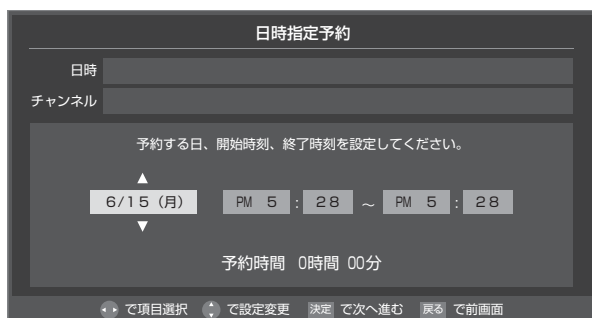 日時指定予約
日時
チャンネル
予約する日、開始時刻、終了時刻を設定してください。
▲
6/15(月) PM 5 : 28 ~ PM 5 : 28
▼
予約時間 0時間 00分
で項目選択 で設定変更 決定 で次へ進む 戻る で前画面